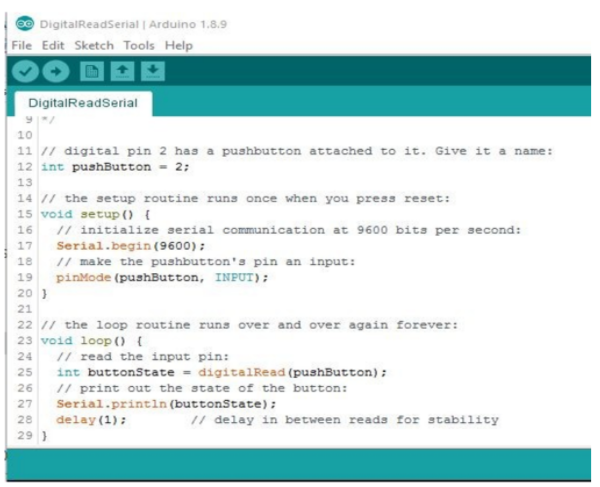 DigitalReadSerial | Arduino 1.8.9
File Edit Sketch Tools Help
DigitalReadSerial
9 */
10
11 // digital pin 2 has a pushbutton attached to it. Give it a name:
12 int pushButton = 2;
13
14 // the setup routine runs once when you press reset:
15 void setup() {
16   // initialize serial communication at 9600 bits per second:
17   Serial.begin(9600);
18   // make the pushbutton's pin an input:
19   pinMode(pushButton, INPUT);
20 }
21
22 // the loop routine runs over and over again forever:
23 void loop() {
24   // read the input pin:
25   int buttonState = digitalRead(pushButton);
26   // print out the state of the button:
27   Serial.println(buttonState);
28   delay(1);        // delay in between reads for stability
29 }